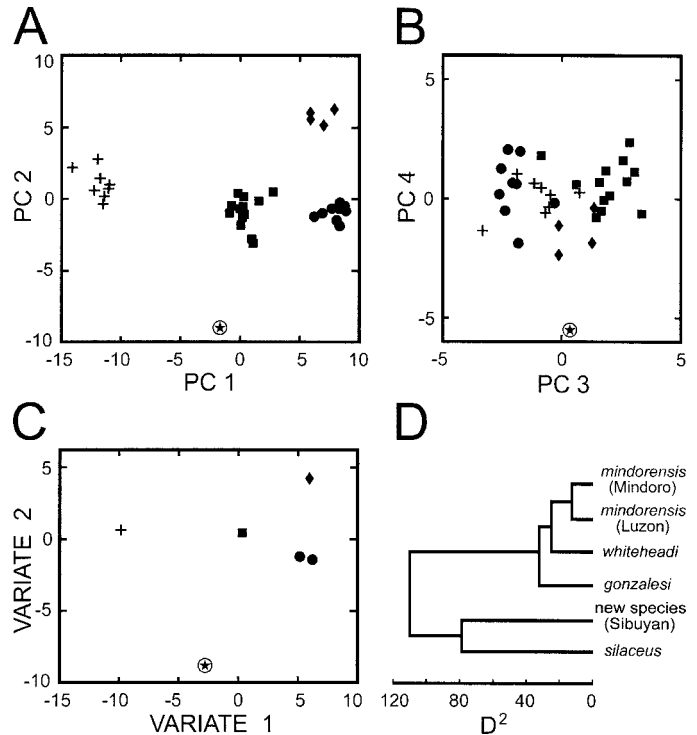 A
B
10
5
0
-5
-10
PC 2
-15
-10
-5
0
5
10
PC 1
5
0
-5
PC 4
-5
0
5
PC 3
C
D
5
0
-5
-10
VARIATE 2
-10
-5
0
5
10
VARIATE 1
mindorensis
(Mindoro)
mindorensis
(Luzon)
whiteheadi
gonzalesi
new species
(Sibuyan)
silaceus
120
80
40
0
D²